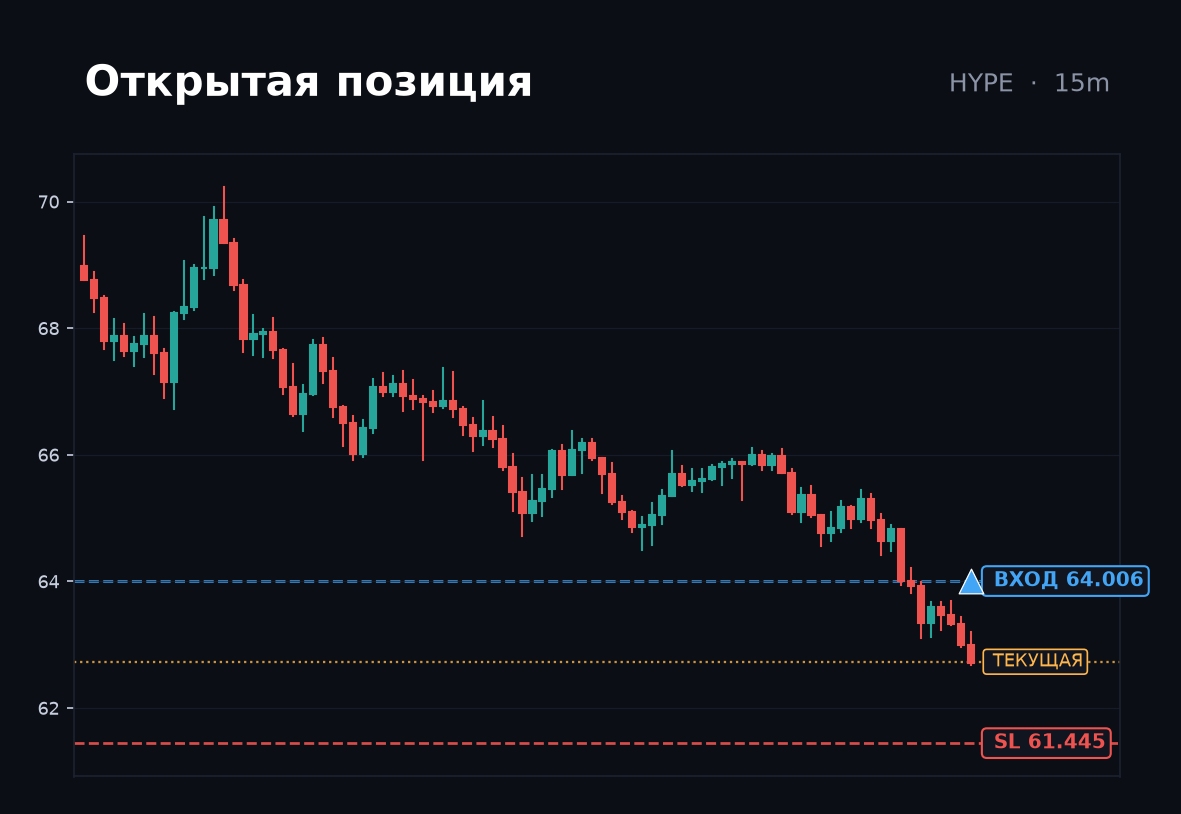 Открытая позиция
HYPE · 15m
70
68
66
64
62
ВХОД 64.006
ТЕКУЩАЯ
SL 61.445